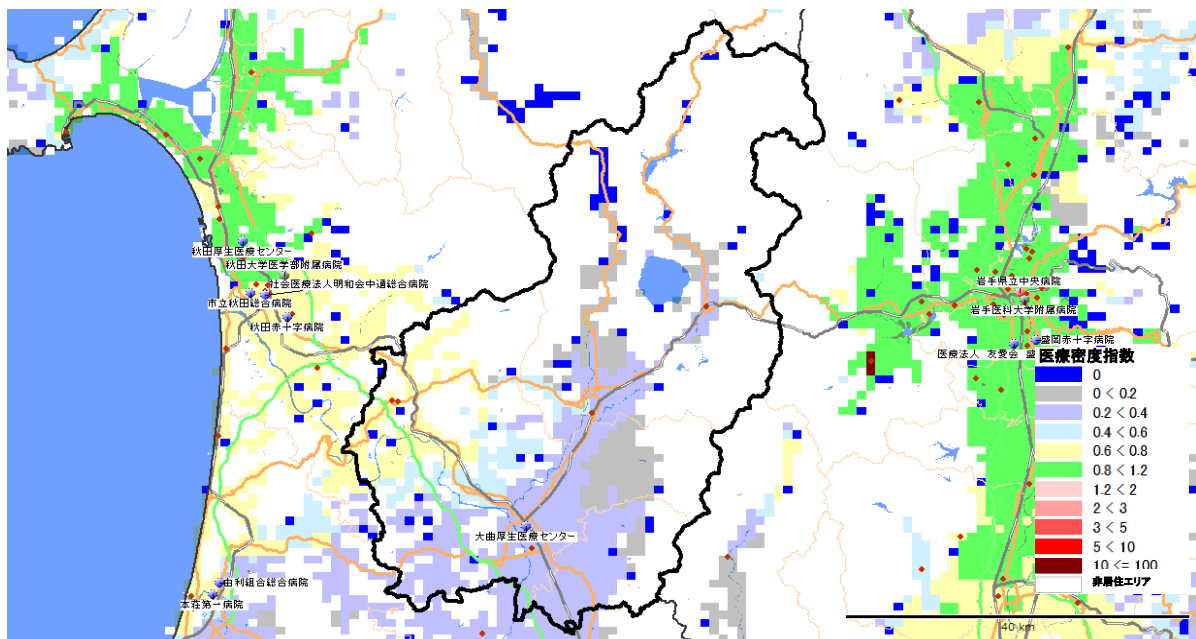 秋田厚生医療センター
秋田大学医学部附属病院
社会医療法人明和会中通総合病院
市立秋田総合病院
秋田赤十字病院
岩手県立中央病院
岩手医科大学附属病院
盛岡赤十字病院
医療法人 友愛会 盛
大曲厚生医療センター
由利組合総合病院
本荘第一病院
医療密度指数
0
0 < 0.2
0.2 < 0.4
0.4 < 0.6
0.6 < 0.8
0.8 < 1.2
1.2 < 2
2 < 3
3 < 5
5 < 10
10 <= 100
非居住エリア
40 km